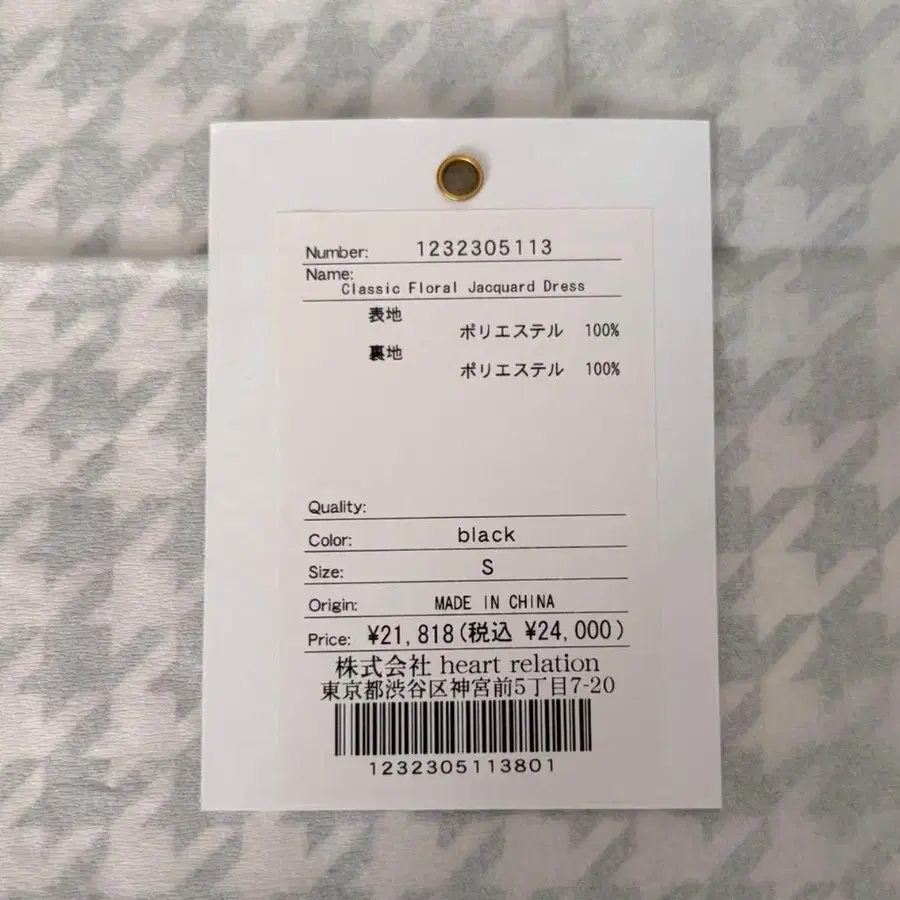 Number: 1232305113
Name:
Classic Floral Jacquard Dress
表地
ポリエステル 100%
裏地
ポリエステル 100%
Quality:
Color: black
Size: S
Origin: MADE IN CHINA
Price: ¥21,818(税込 ¥24,000)
株式会社 heart relation
東京都渋谷区神宮前5丁目7-20
1232305113801